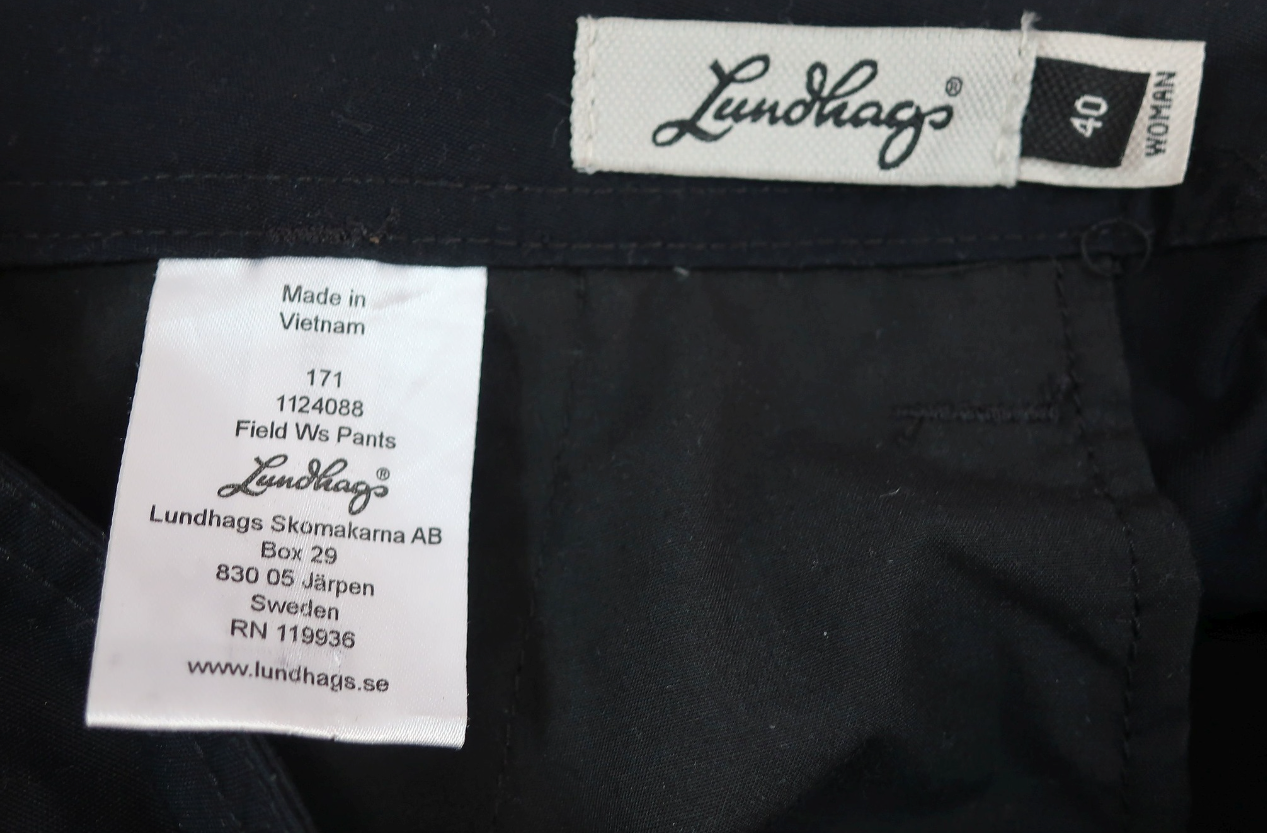 Lundhags®
40
WOMAN
Made in
Vietnam
171
1124088
Field Ws Pants
Lundhags®
Lundhags Skomakarna AB
Box 29
830 05 Järpen
Sweden
RN 119936
www.lundhags.se